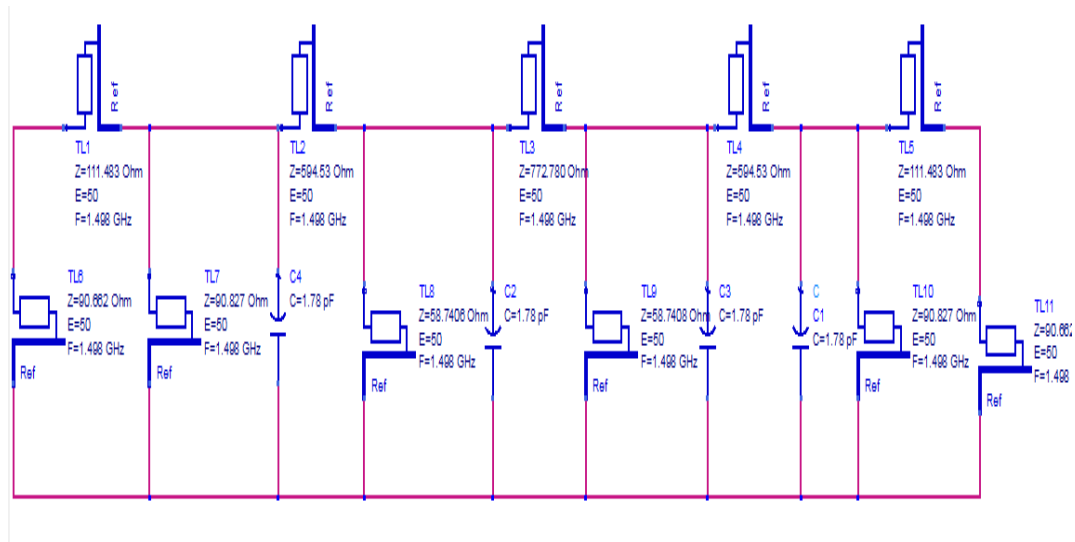 Ref
Ref
Ref
Ref
Ref
TL1
Z=111.483 Ohm
E=50
F=1.498 GHz
TL2
Z=594.53 Ohm
E=50
F=1.498 GHz
TL3
Z=772.780 Ohm
E=50
F=1.498 GHz
TL4
Z=594.53 Ohm
E=50
F=1.498 GHz
TL5
Z=111.483 Ohm
E=50
F=1.498 GHz
TL6
Z=90.662 Ohm
E=50
F=1.498 GHz
Ref
TL7
Z=90.827 Ohm
E=50
F=1.498 GHz
Ref
C4
C=1.78 pF
TL8
Z=58.7406 Ohm
E=50
F=1.498 GHz
Ref
C2
C=1.78 pF
TL9
Z=58.7408 Ohm
E=50
F=1.498 GHz
Ref
C3
C=1.78 pF
C
C1
C=1.78 pF
TL10
Z=90.827 Ohm
E=50
F=1.498 GHz
Ref
TL11
Z=90.662
E=50
F=1.498
Ref